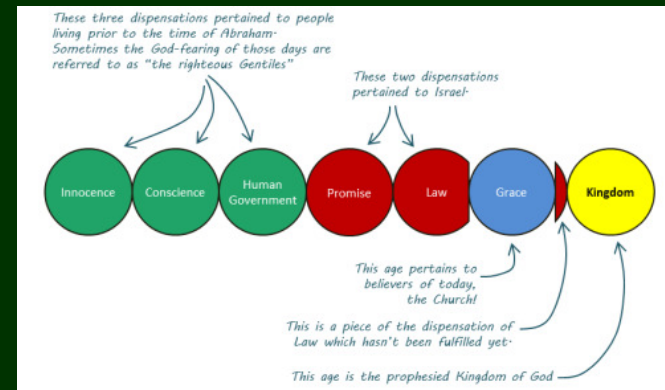 These three dispensations pertained to people
living prior to the time of Abraham.
Sometimes the God-fearing of those days are
referred to as “the righteous Gentiles”
These two dispensations
pertained to Israel.
Innocence
Conscience
Human
Government
Promise
Law
Grace
Kingdom
This age pertains to
believers of today,
the Church!
This is a piece of the dispensation of
Law which hasn't been fulfilled yet.
This age is the prophesied Kingdom of God